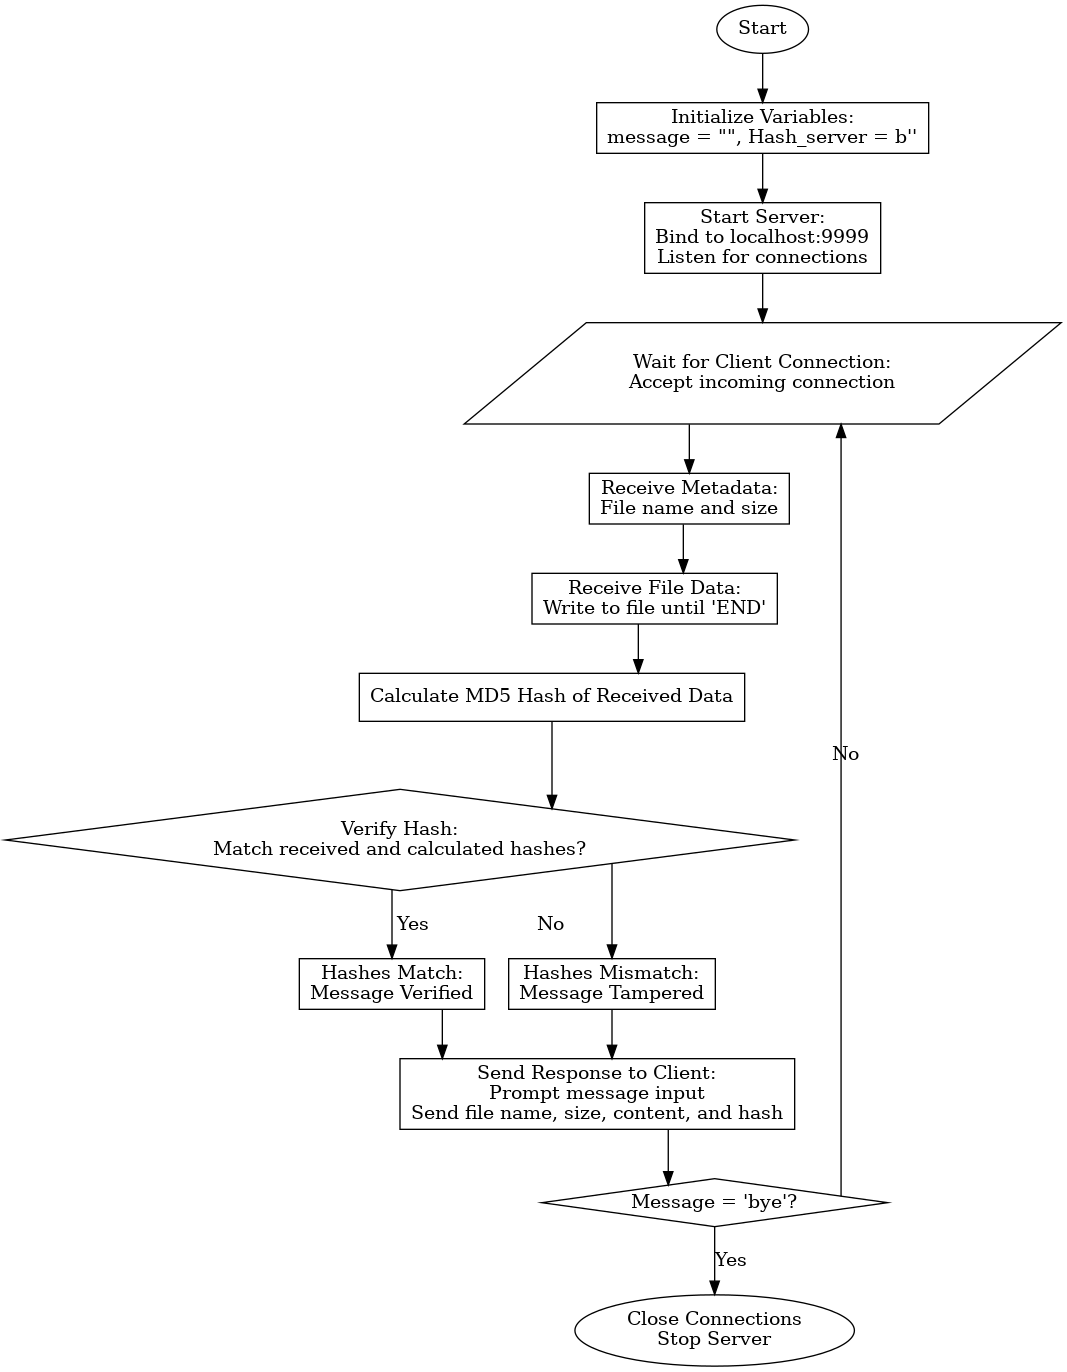 Start
Initialize Variables:
message = "", Hash_server = b''
Start Server:
Bind to localhost:9999
Listen for connections
Wait for Client Connection:
Accept incoming connection
Receive Metadata:
File name and size
Receive File Data:
Write to file until 'END'
Calculate MD5 Hash of Received Data
No
Verify Hash:
Match received and calculated hashes?
Yes
No
Hashes Match:
Message Verified
Hashes Mismatch:
Message Tampered
Send Response to Client:
Prompt message input
Send file name, size, content, and hash
Message = 'bye'?
Yes
Close Connections
Stop Server